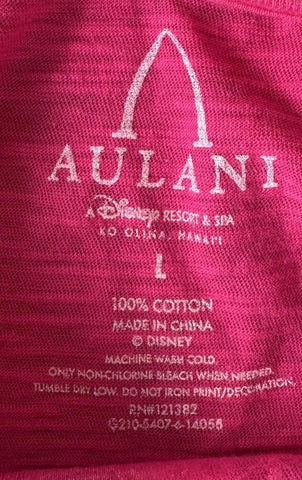 AULANI
A Disney RESORT & SPA
KO OLINA, HAWAI'I
L
100% COTTON
MADE IN CHINA
© DISNEY
MACHINE WASH COLD.
ONLY NON-CHLORINE BLEACH WHEN NEEDED.
TUMBLE DRY LOW. DO NOT IRON PRINT/DECORATION.
RN#121382
G210-5407-6-14055